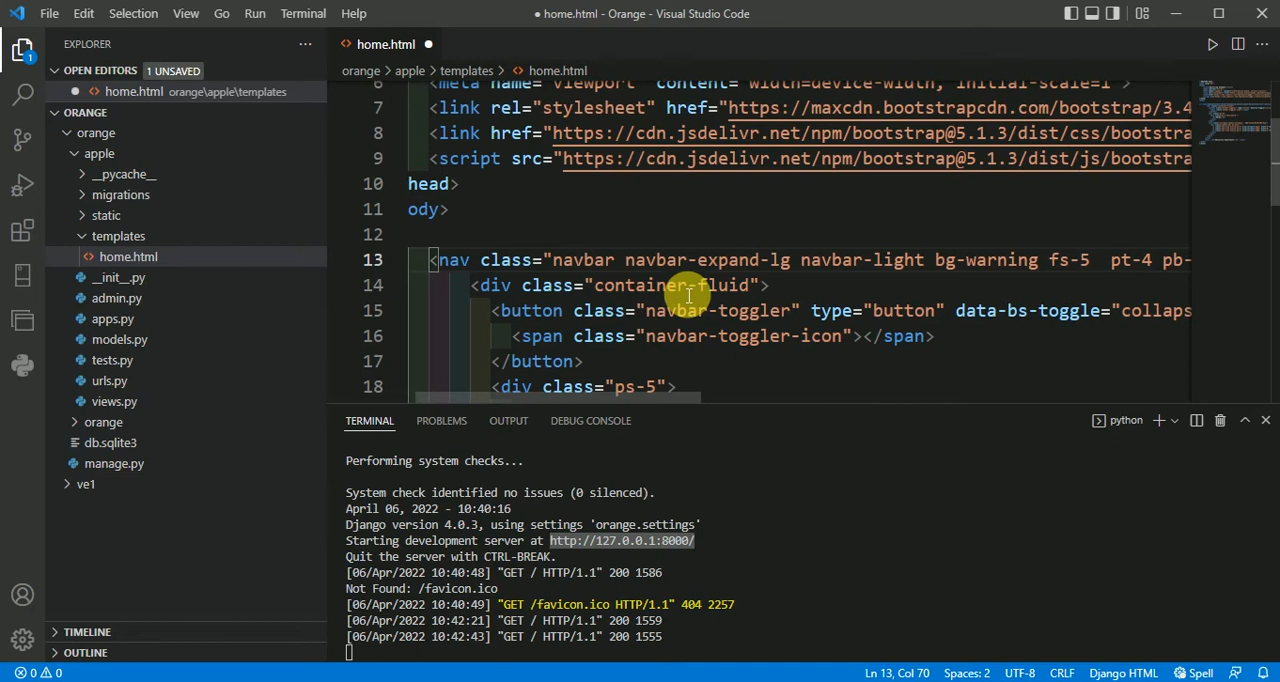 File Edit Selection View Go Run Terminal Help
● home.html - Orange - Visual Studio Code
EXPLORER
OPEN EDITORS 1 UNSAVED
home.html orange\apple\templates
ORANGE
orange
apple
__pycache__
migrations
static
templates
home.html
__init__.py
admin.py
apps.py
models.py
tests.py
urls.py
views.py
orange
db.sqlite3
manage.py
ve1
TIMELINE
OUTLINE
1
home.html
orange > apple > templates > home.html
6 <meta name="viewport" content="width=device-width, initial-scale=1">
7 <link rel="stylesheet" href="https://maxcdn.bootstrapcdn.com/bootstrap/3.4
8 <link href="https://cdn.jsdelivr.net/npm/bootstrap@5.1.3/dist/css/bootstra
9 <script src="https://cdn.jsdelivr.net/npm/bootstrap@5.1.3/dist/js/bootstra
10 head>
11 ody>
12
13 <nav class="navbar navbar-expand-lg navbar-light bg-warning fs-5 pt-4 pb-
14 <div class="container-fluid">
15 <button class="navbar-toggler" type="button" data-bs-toggle="collaps
16 <span class="navbar-toggler-icon"></span>
17 </button>
18 <div class="ps-5">
TERMINAL PROBLEMS OUTPUT DEBUG CONSOLE
python
Performing system checks...
System check identified no issues (0 silenced).
April 06, 2022 - 10:40:16
Django version 4.0.3, using settings 'orange.settings'
Starting development server at http://127.0.0.1:8000/
Quit the server with CTRL-BREAK.
[06/Apr/2022 10:40:48] "GET / HTTP/1.1" 200 1586
Not Found: /favicon.ico
[06/Apr/2022 10:40:49] "GET /favicon.ico HTTP/1.1" 404 2257
[06/Apr/2022 10:42:21] "GET / HTTP/1.1" 200 1559
[06/Apr/2022 10:42:43] "GET / HTTP/1.1" 200 1555
0 0 Ln 13, Col 70 Spaces: 2 UTF-8 CRLF Django HTML Spell